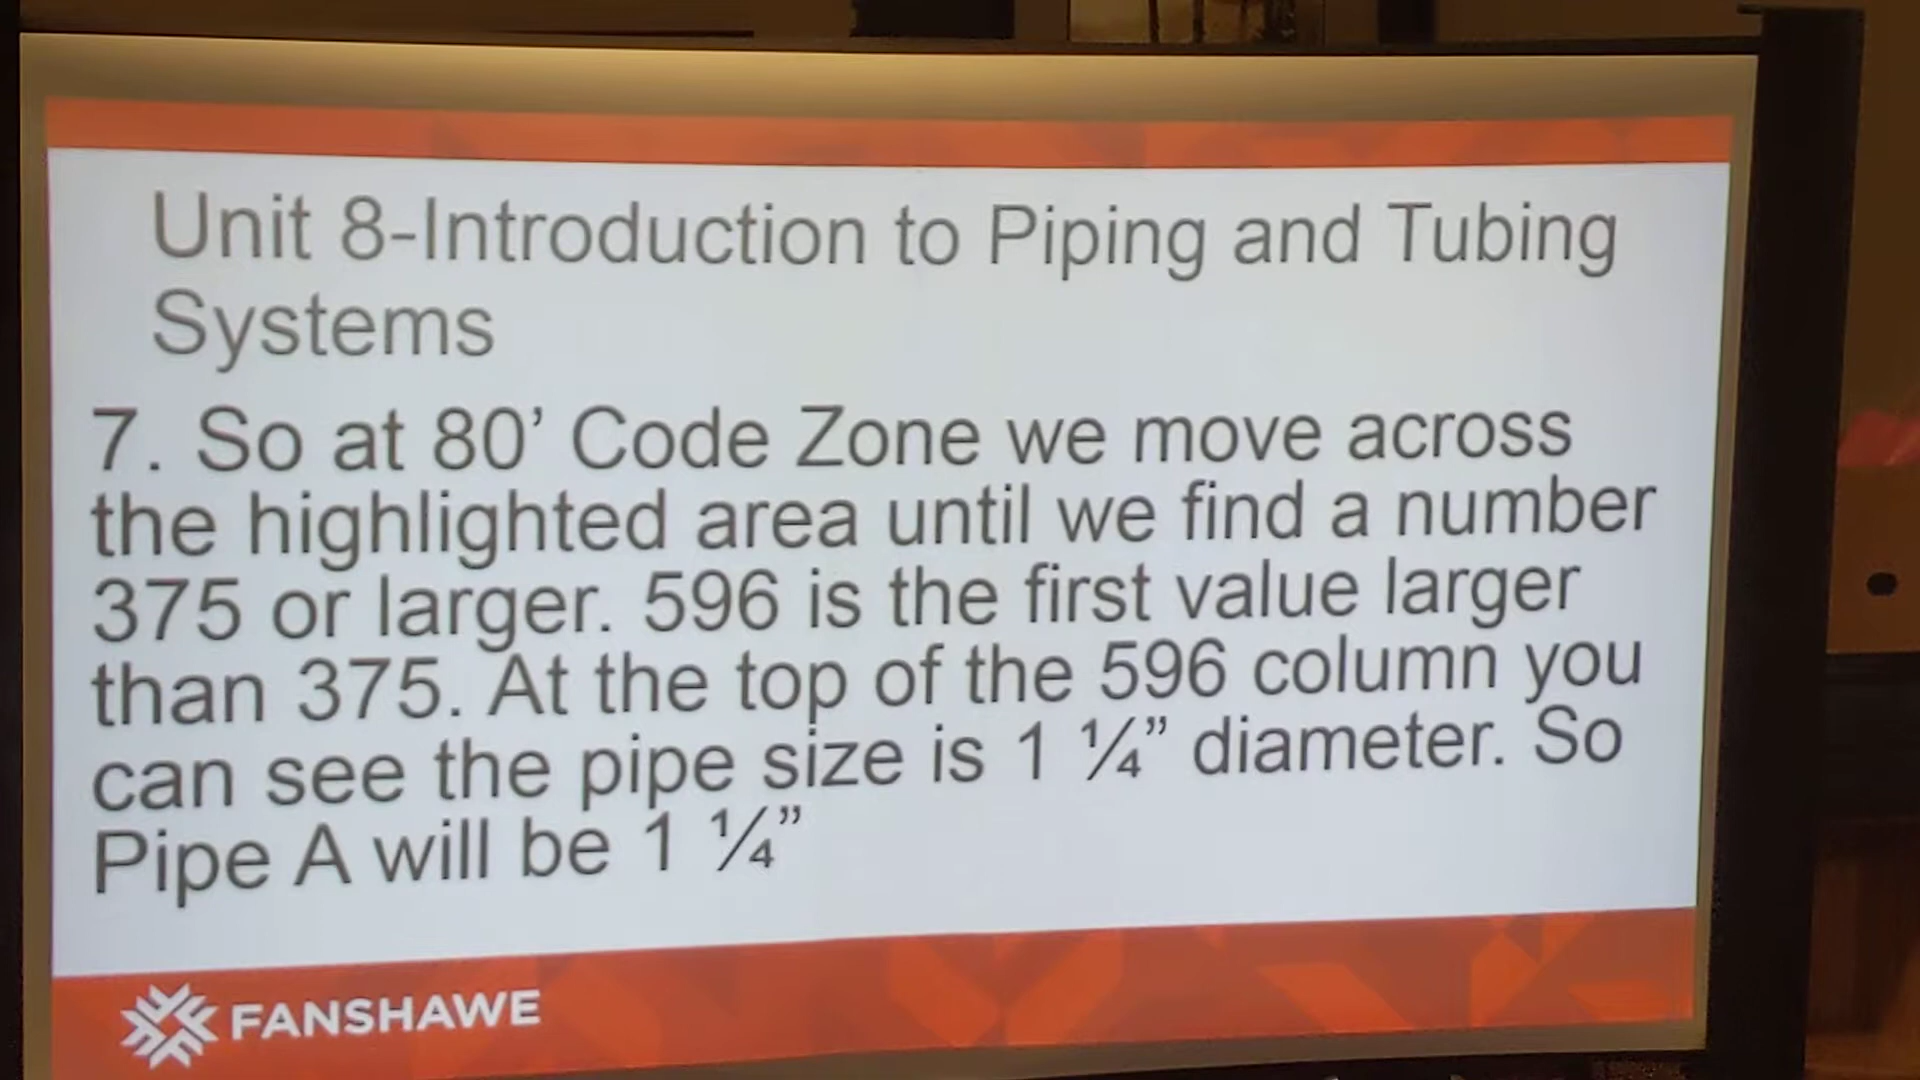 Unit 8-Introduction to Piping and Tubing
Systems
7. So at 80’ Code Zone we move across
the highlighted area until we find a number
375 or larger. 596 is the first value larger
than 375. At the top of the 596 column you
can see the pipe size is 1 ¼” diameter. So
Pipe A will be 1 ¼”
FANSHAWE